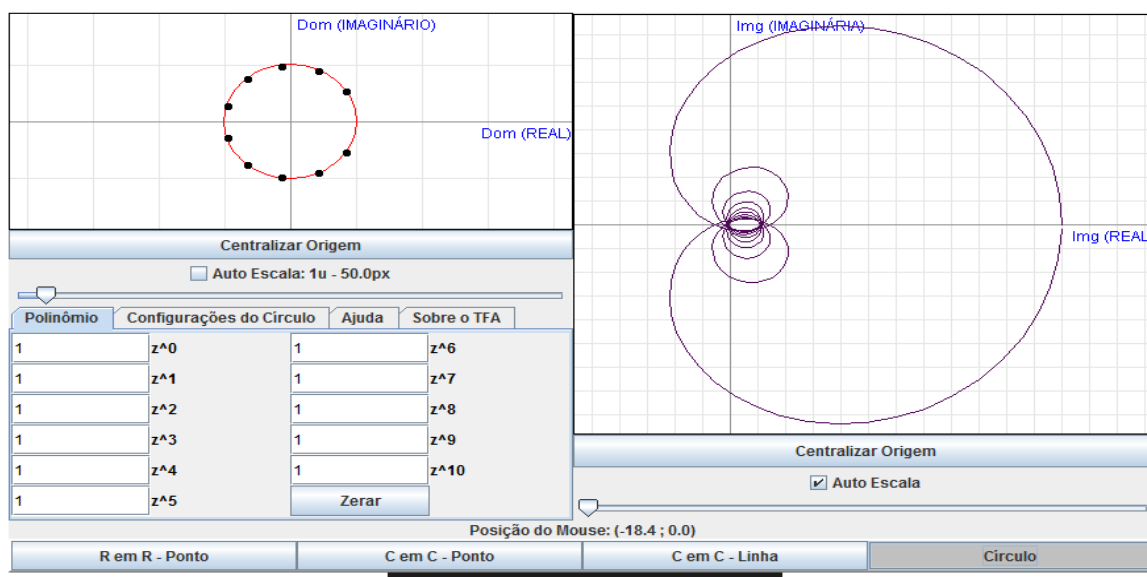 Dom (IMAGINÁRIO)
Dom (REAL)
Img (IMAGINÁRIA)
Img (REAL
Centralizar Origem
Auto Escala: 1u - 50.0px
Polinômio Configurações do Círculo Ajuda Sobre o TFA
1 z^0 1 z^6
1 z^1 1 z^7
1 z^2 1 z^8
1 z^3 1 z^9
1 z^4 1 z^10
1 z^5 Zerar
Centralizar Origem
Auto Escala
Posição do Mouse: (-18.4 ; 0.0)
R em R - Ponto C em C - Ponto C em C - Linha Círculo